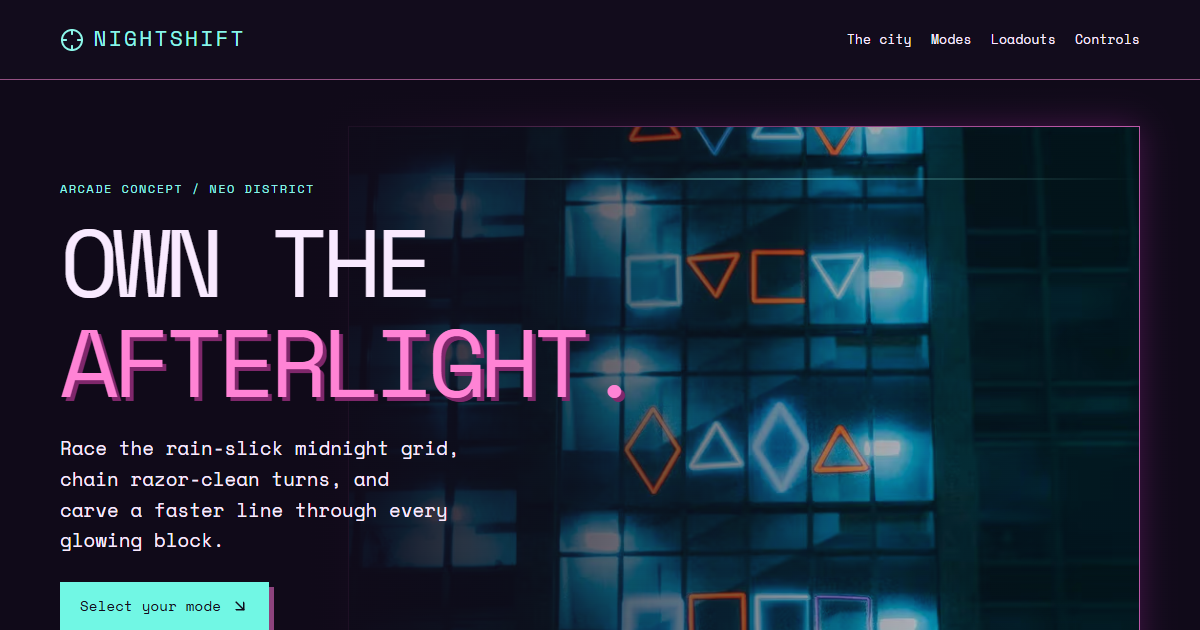 NIGHTSHIFT
The city Modes Loadouts Controls
ARCADE CONCEPT / NEO DISTRICT
OWN THE
AFTERLIGHT.
Race the rain-slick midnight grid,
chain razor-clean turns, and
carve a faster line through every
glowing block.
Select your mode